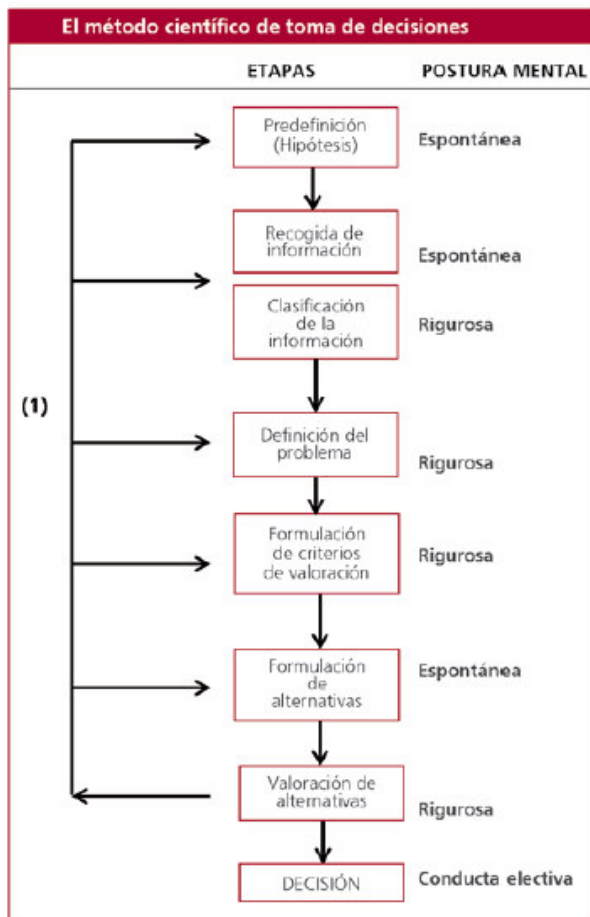 El método científico de toma de decisiones
ETAPAS POSTURA MENTAL
Predefinición
(Hipótesis)
Espontánea
Recogida de
información
Espontánea
Clasificación
de la
información
Rigurosa
(1)
Definición del
problema
Rigurosa
Formulación
de criterios
de valoración
Rigurosa
Formulación
de
alternativas
Espontánea
Valoración de
alternativas
Rigurosa
DECISIÓN
Conducta electiva